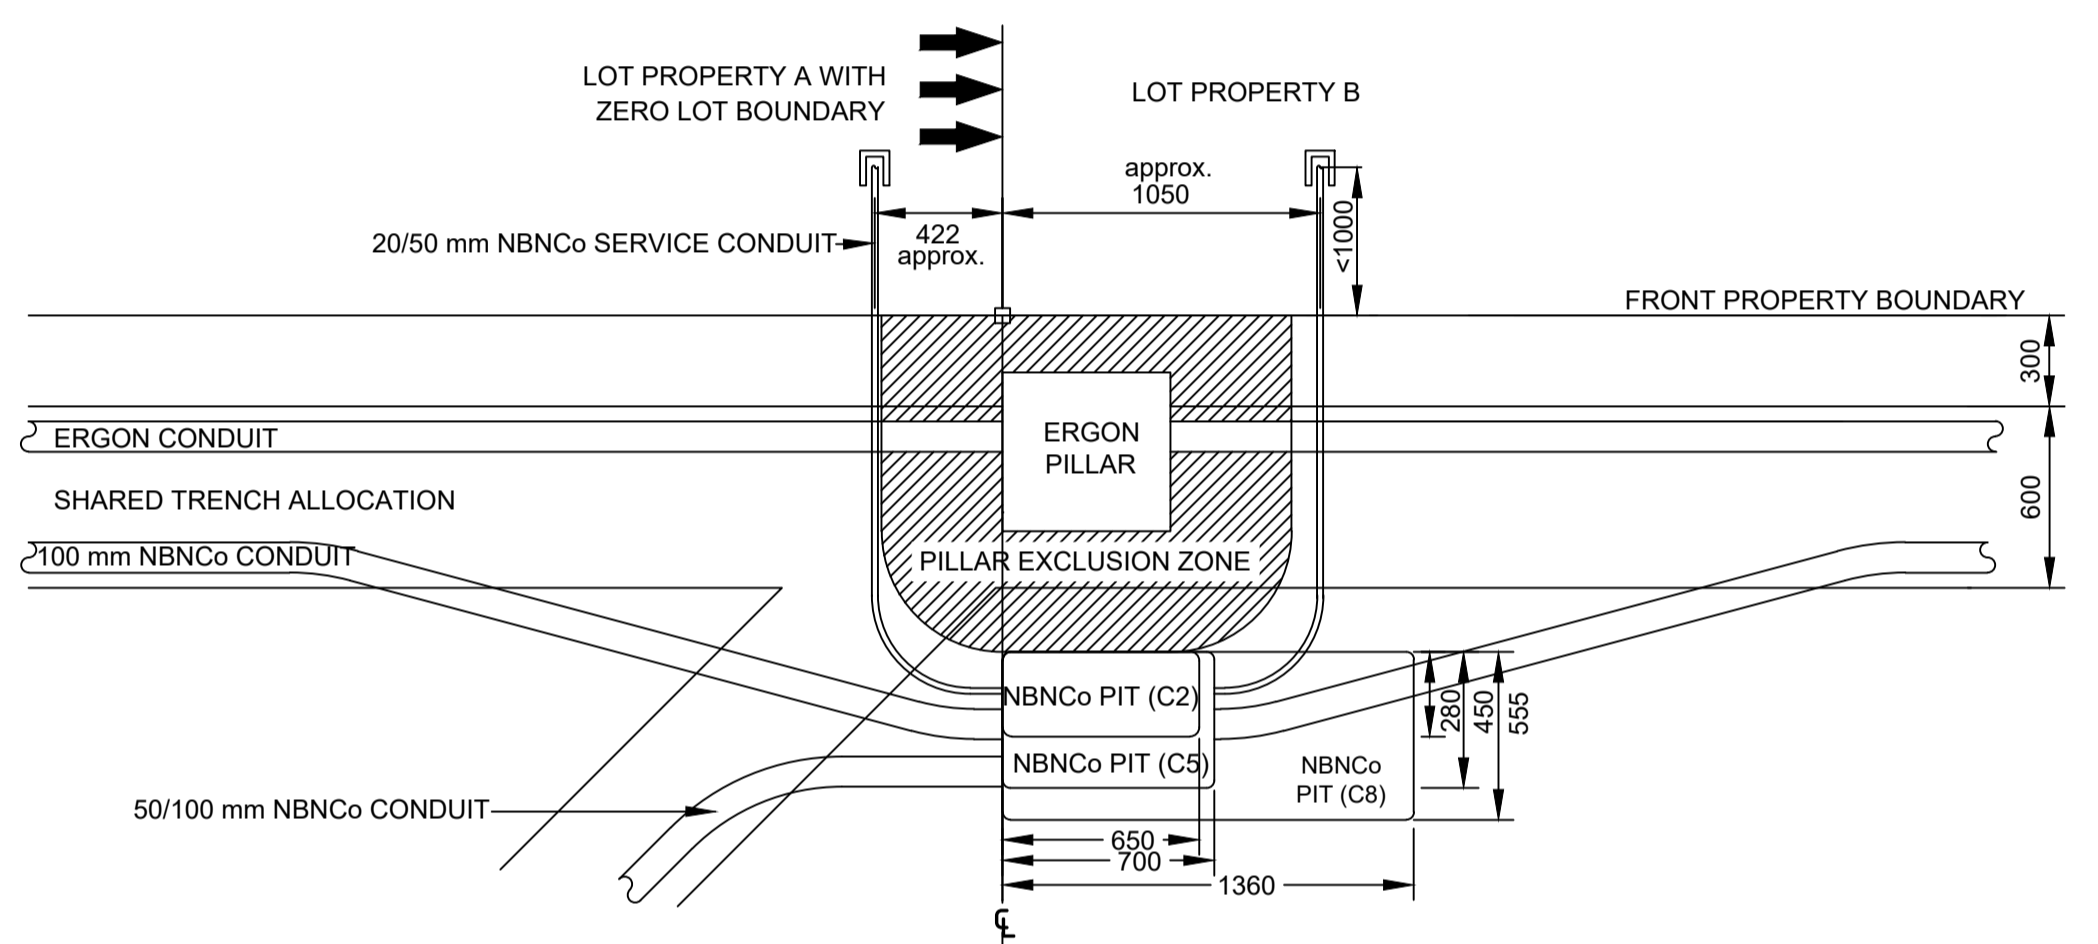 LOT PROPERTY A WITH
ZERO LOT BOUNDARY
LOT PROPERTY B
approx.
1050
422
approx.
<1000
20/50 mm NBNCo SERVICE CONDUIT
FRONT PROPERTY BOUNDARY
300
ERGON CONDUIT
ERGON
PILLAR
SHARED TRENCH ALLOCATION
600
100 mm NBNCo CONDUIT
PILLAR EXCLUSION ZONE
NBNCo PIT (C2)
280
450
555
NBNCo PIT (C5)
NBNCo
PIT (C8)
50/100 mm NBNCo CONDUIT
650
700
1360
℄